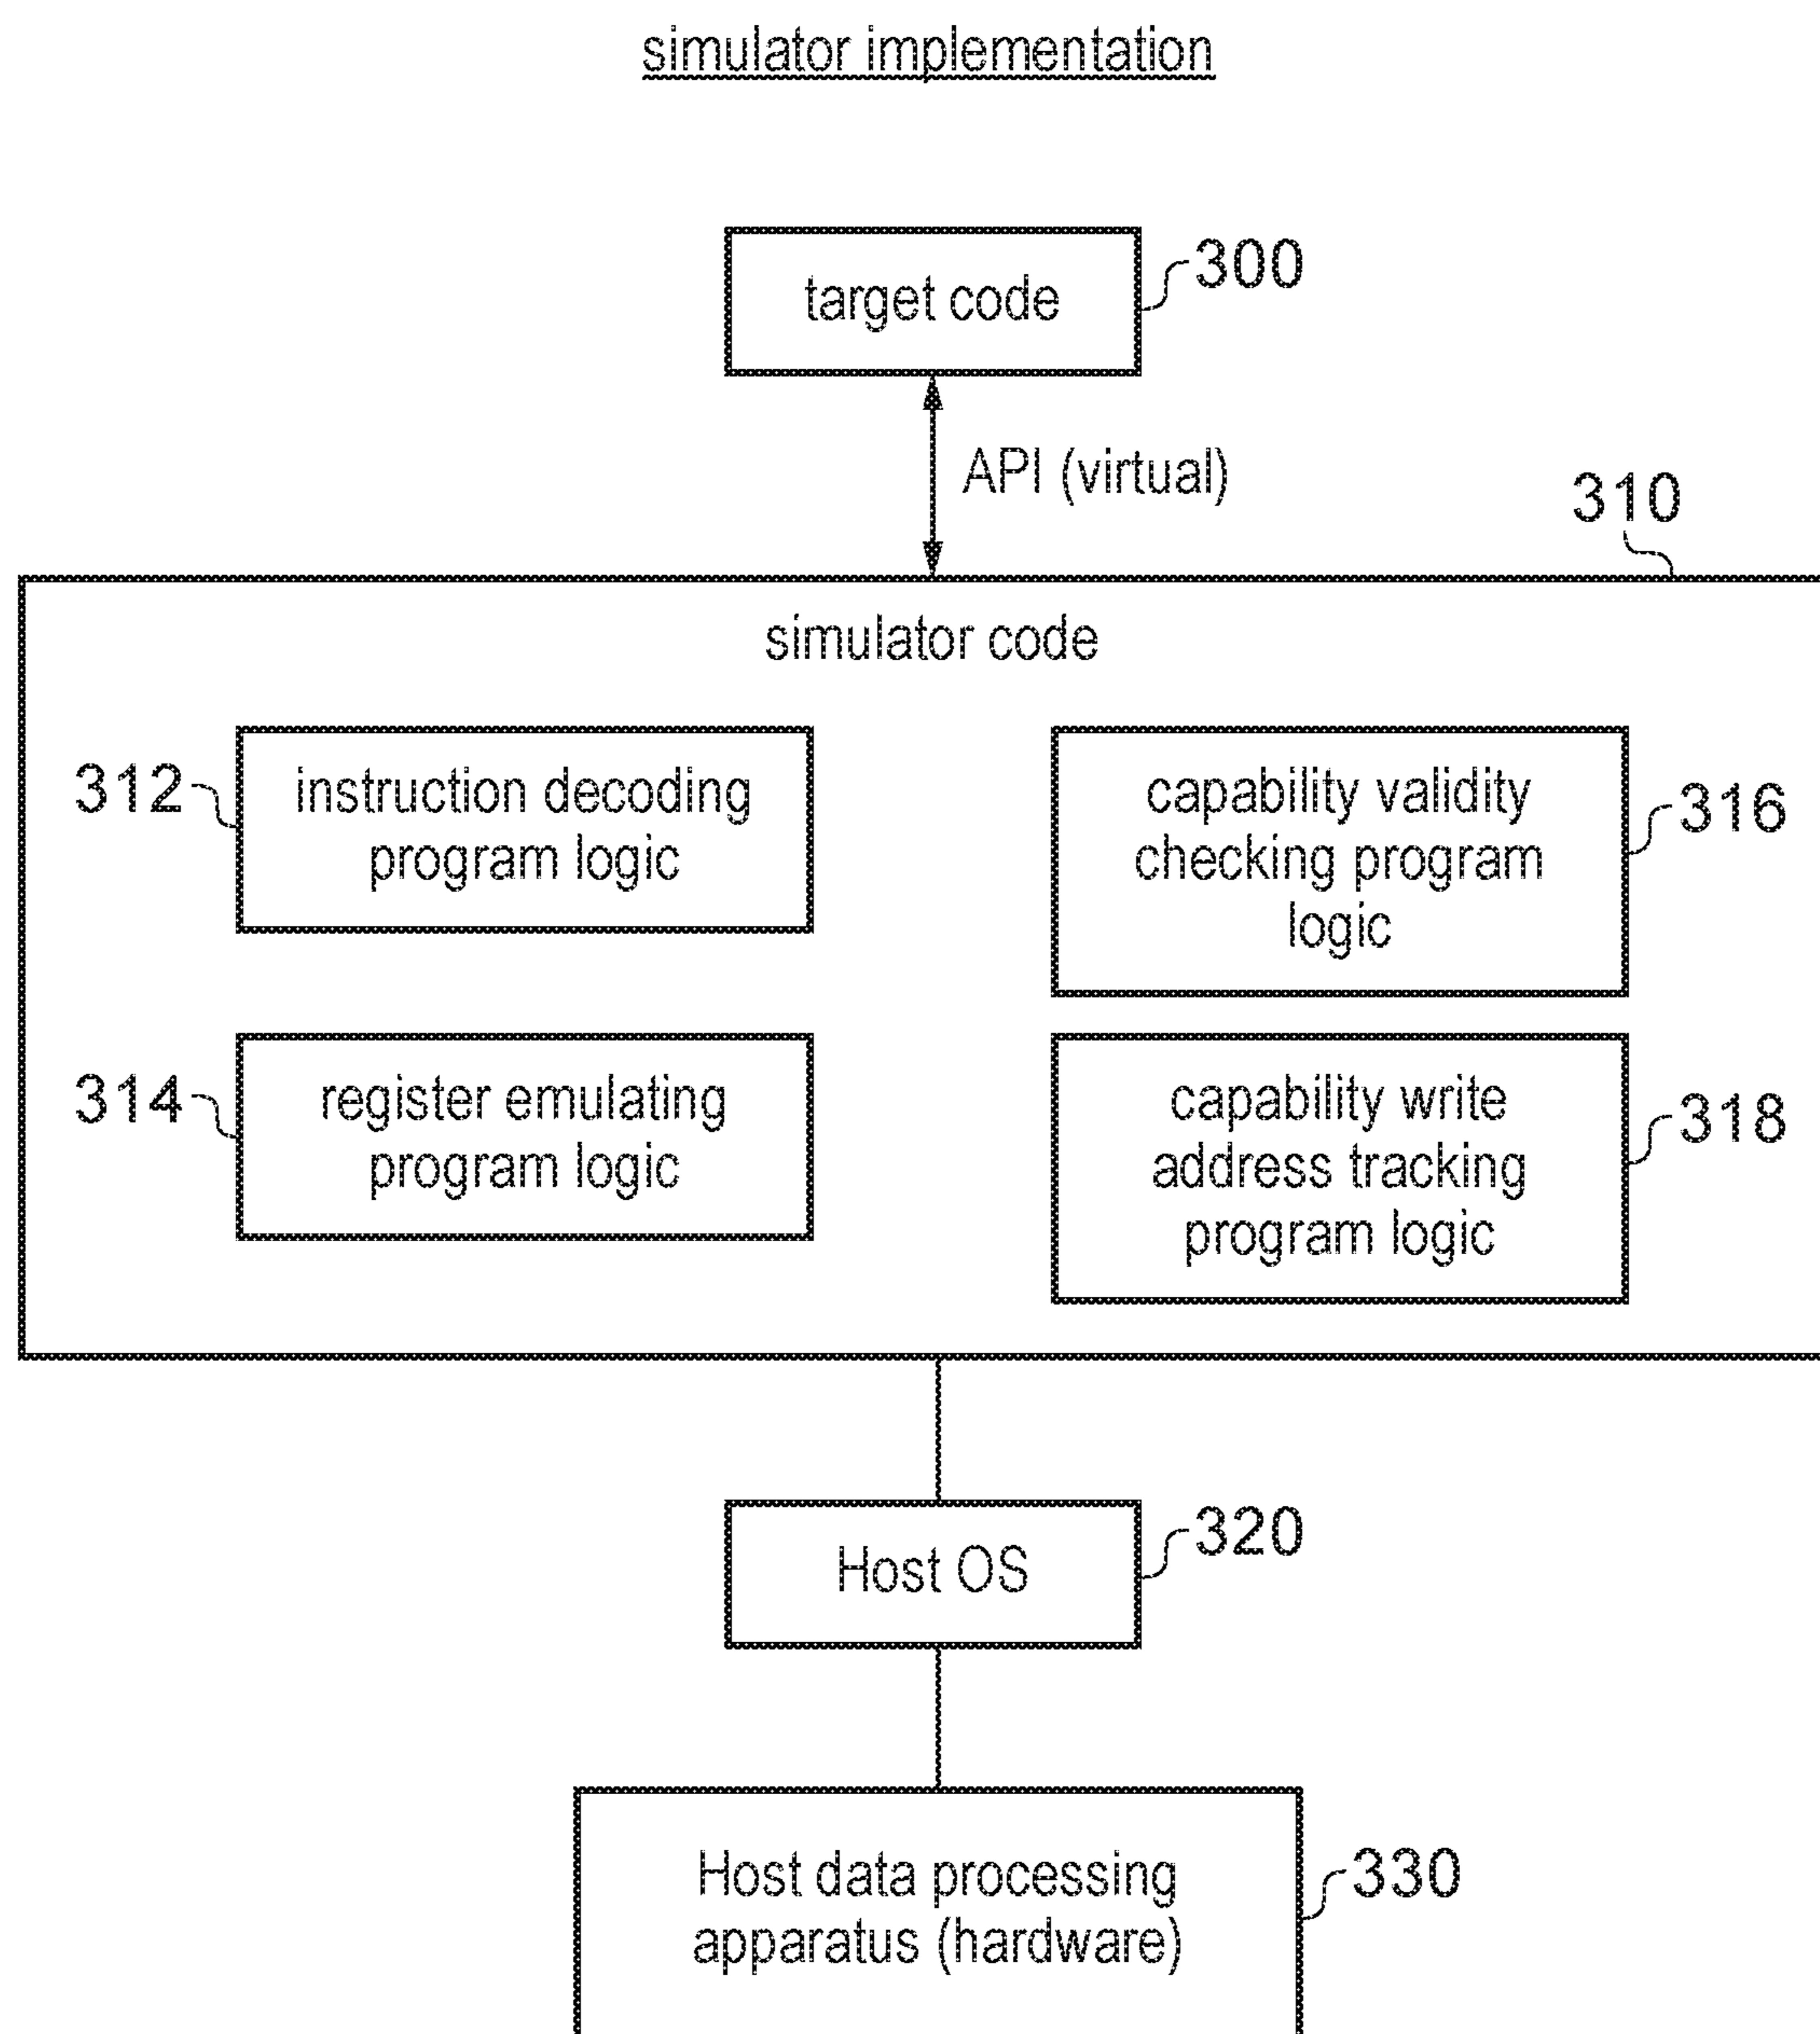 simulator implementation
target code
300
API (virtual)
310
simulator code
312
instruction decoding
program logic
capability validity
checking program
logic
316
314
register emulating
program logic
capability write
address tracking
program logic
318
Host OS
320
Host data processing
apparatus (hardware)
330